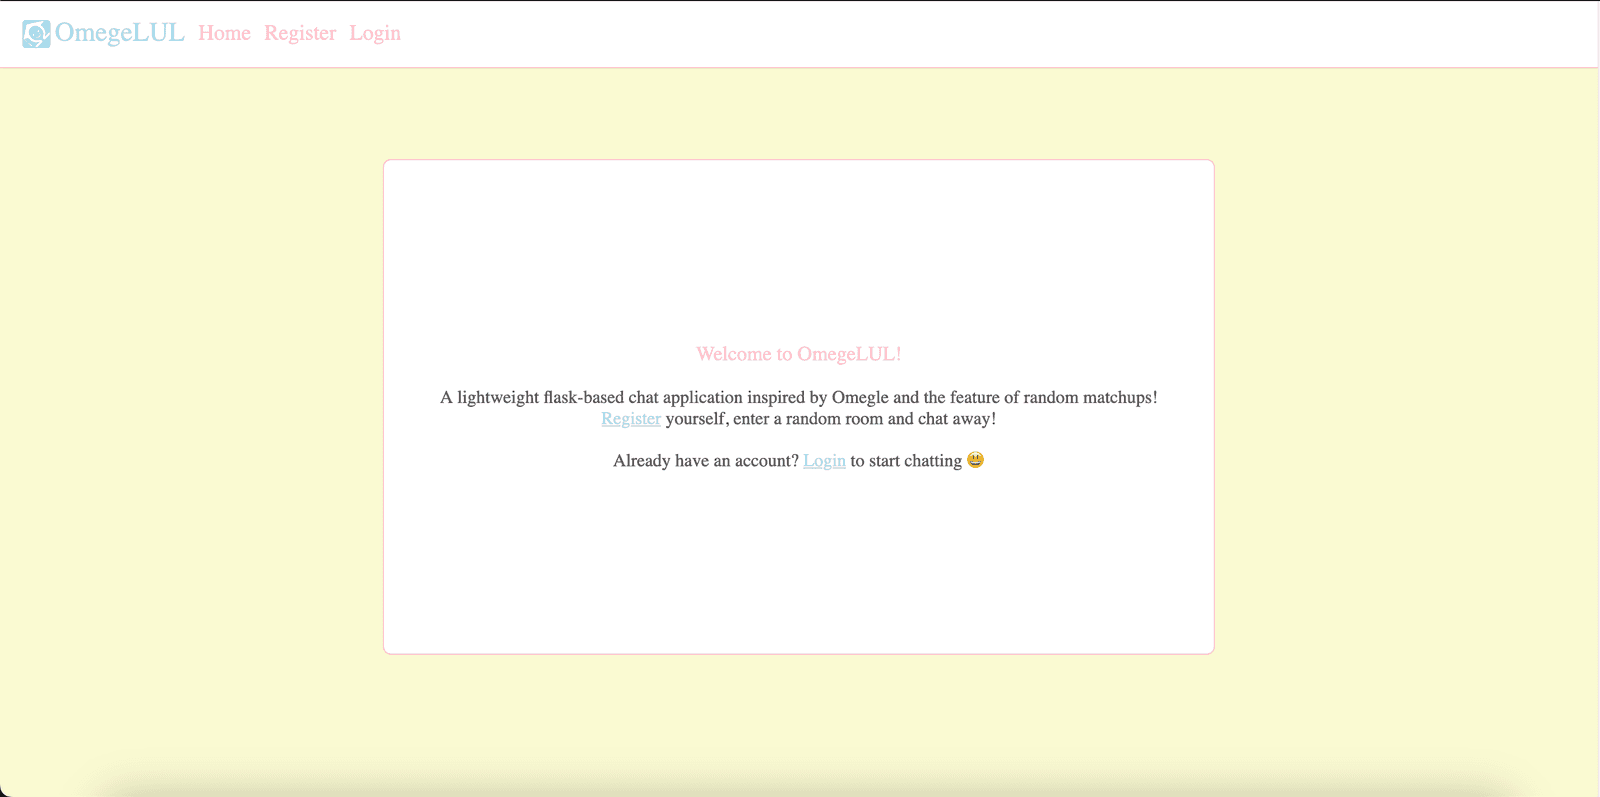 OmegeLUL Home Register Login
Welcome to OmegeLUL!
A lightweight flask-based chat application inspired by Omegle and the feature of random matchups!
Register yourself, enter a random room and chat away!
Already have an account? Login to start chatting 😃